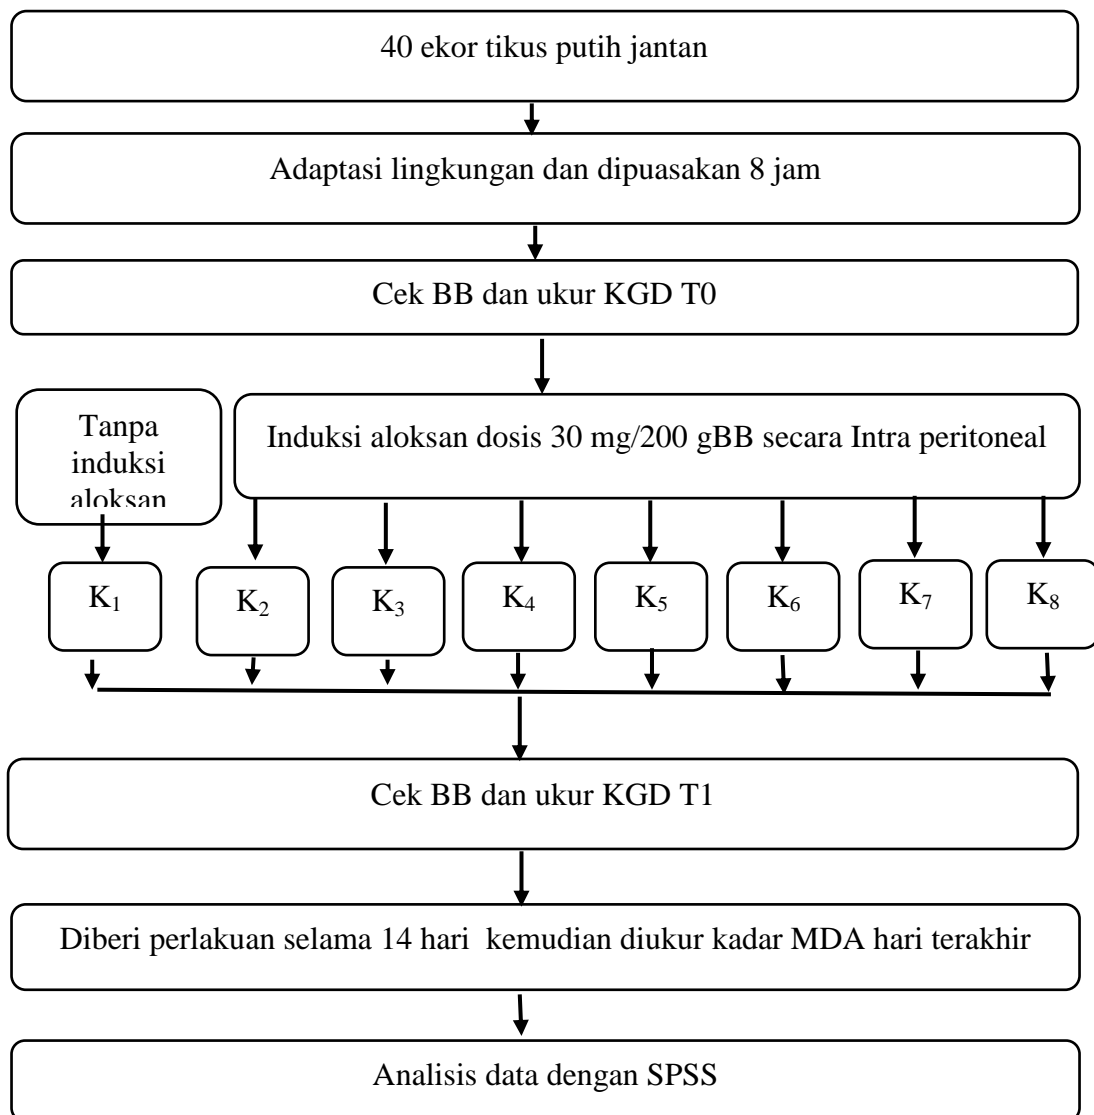 40 ekor tikus putih jantan
Adaptasi lingkungan dan dipuasakan 8 jam
Cek BB dan ukur KGD T0
Tanpa
induksi
aloksan
Induksi aloksan dosis 30 mg/200 gBB secara Intra peritoneal
K₁
K₂
K₃
K₄
K₅
K₆
K₇
K₈
Cek BB dan ukur KGD T1
Diberi perlakuan selama 14 hari kemudian diukur kadar MDA hari terakhir
Analisis data dengan SPSS